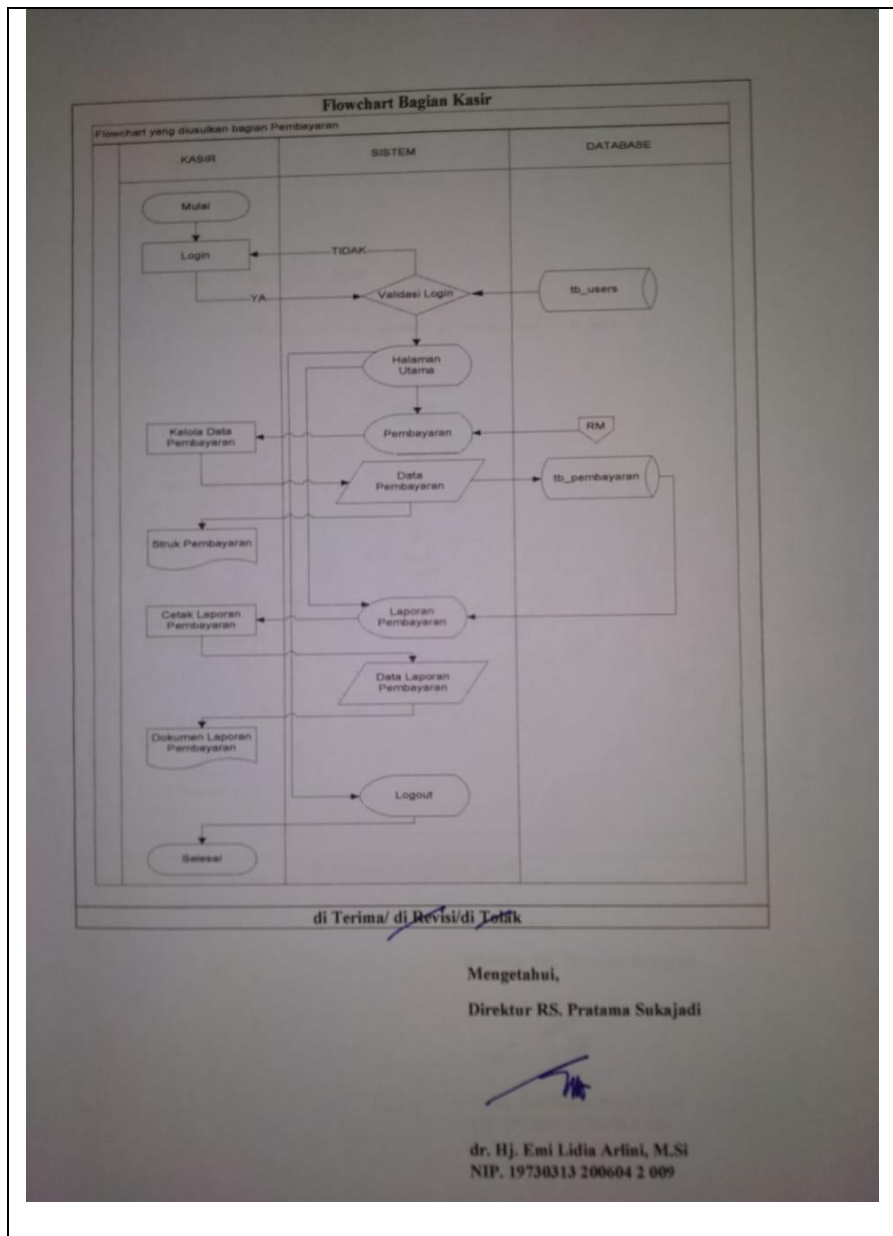 Flowchart Bagian Kasir
Flowchart yang diusulkan bagian Pembayaran
KASIR
SISTEM
DATABASE
Mulai
Login
TIDAK
YA
Validasi Login
tb_users
Halaman
Utama
Kelola Data
Pembayaran
Pembayaran
RM
Data
Pembayaran
tb_pembayaran
Struk Pembayaran
Cetak Laporan
Pembayaran
Laporan
Pembayaran
Data Laporan
Pembayaran
Dokumen Laporan
Pembayaran
Logout
Selesai
di Terima/ di Revisi/di Tolak
Mengetahui,
Direktur RS. Pratama Sukajadi
dr. Hj. Emi Lidia Arlini, M.Si
NIP. 19730313 200604 2 009